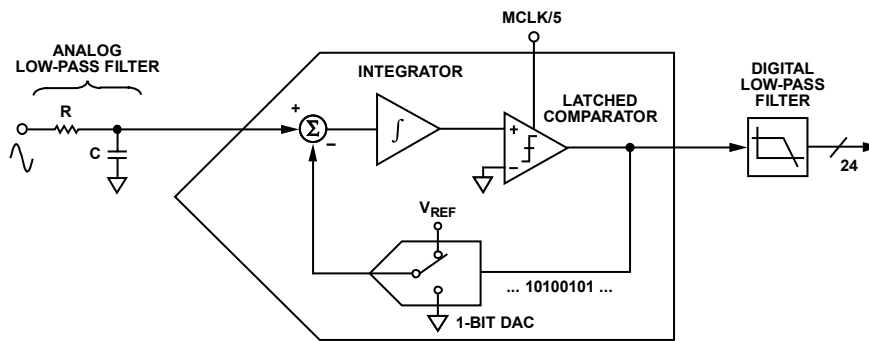 MCLK/5
ANALOG
LOW-PASS FILTER
INTEGRATOR
DIGITAL
LOW-PASS
FILTER
LATCHED
COMPARATOR
R
+
Σ
–
∫
+
–
C
24
VREF
... 10100101 ...
1-BIT DAC